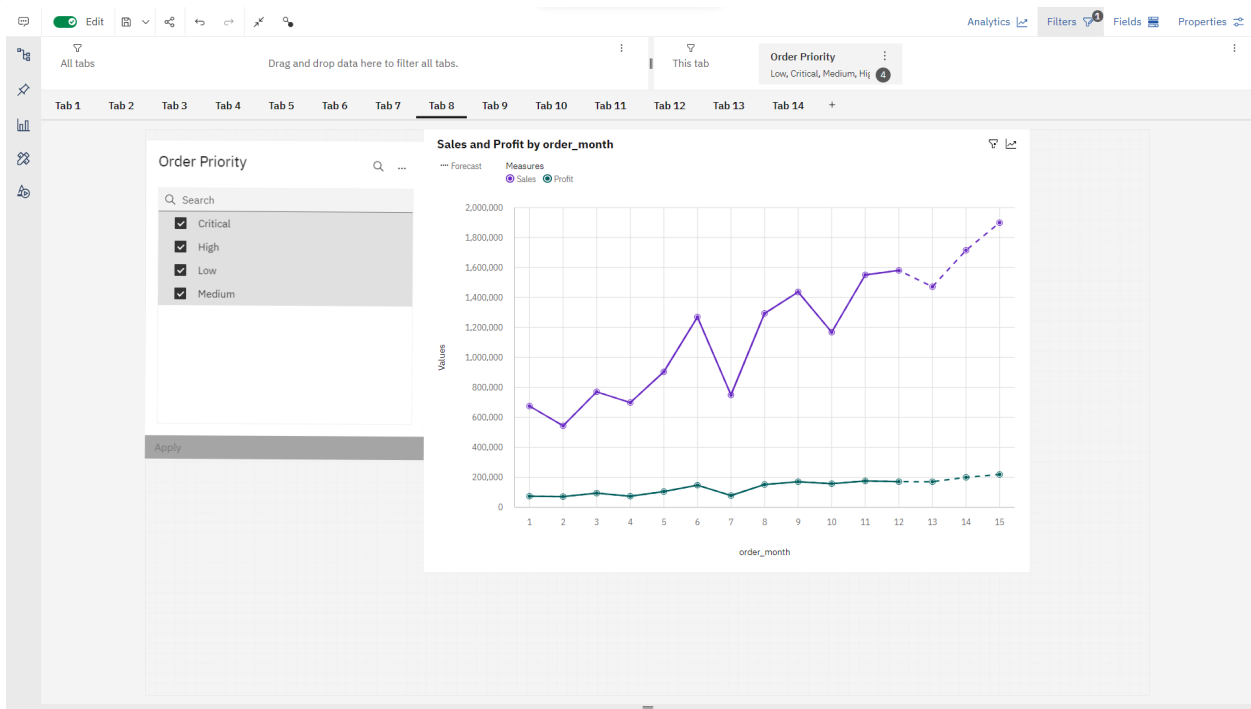 Edit
Analytics
Filters 1
Fields
Properties
All tabs
Drag and drop data here to filter all tabs.
This tab
Order Priority
Low, Critical, Medium, Hig 4
Tab 1 Tab 2 Tab 3 Tab 4 Tab 5 Tab 6 Tab 7 Tab 8 Tab 9 Tab 10 Tab 11 Tab 12 Tab 13 Tab 14 +
Order Priority
...
Search
Critical
High
Low
Medium
Apply
Sales and Profit by order_month
Forecast
Measures
Sales Profit
Values
2,000,000
1,800,000
1,600,000
1,400,000
1,200,000
1,000,000
800,000
600,000
400,000
200,000
0
1 2 3 4 5 6 7 8 9 10 11 12 13 14 15
order_month